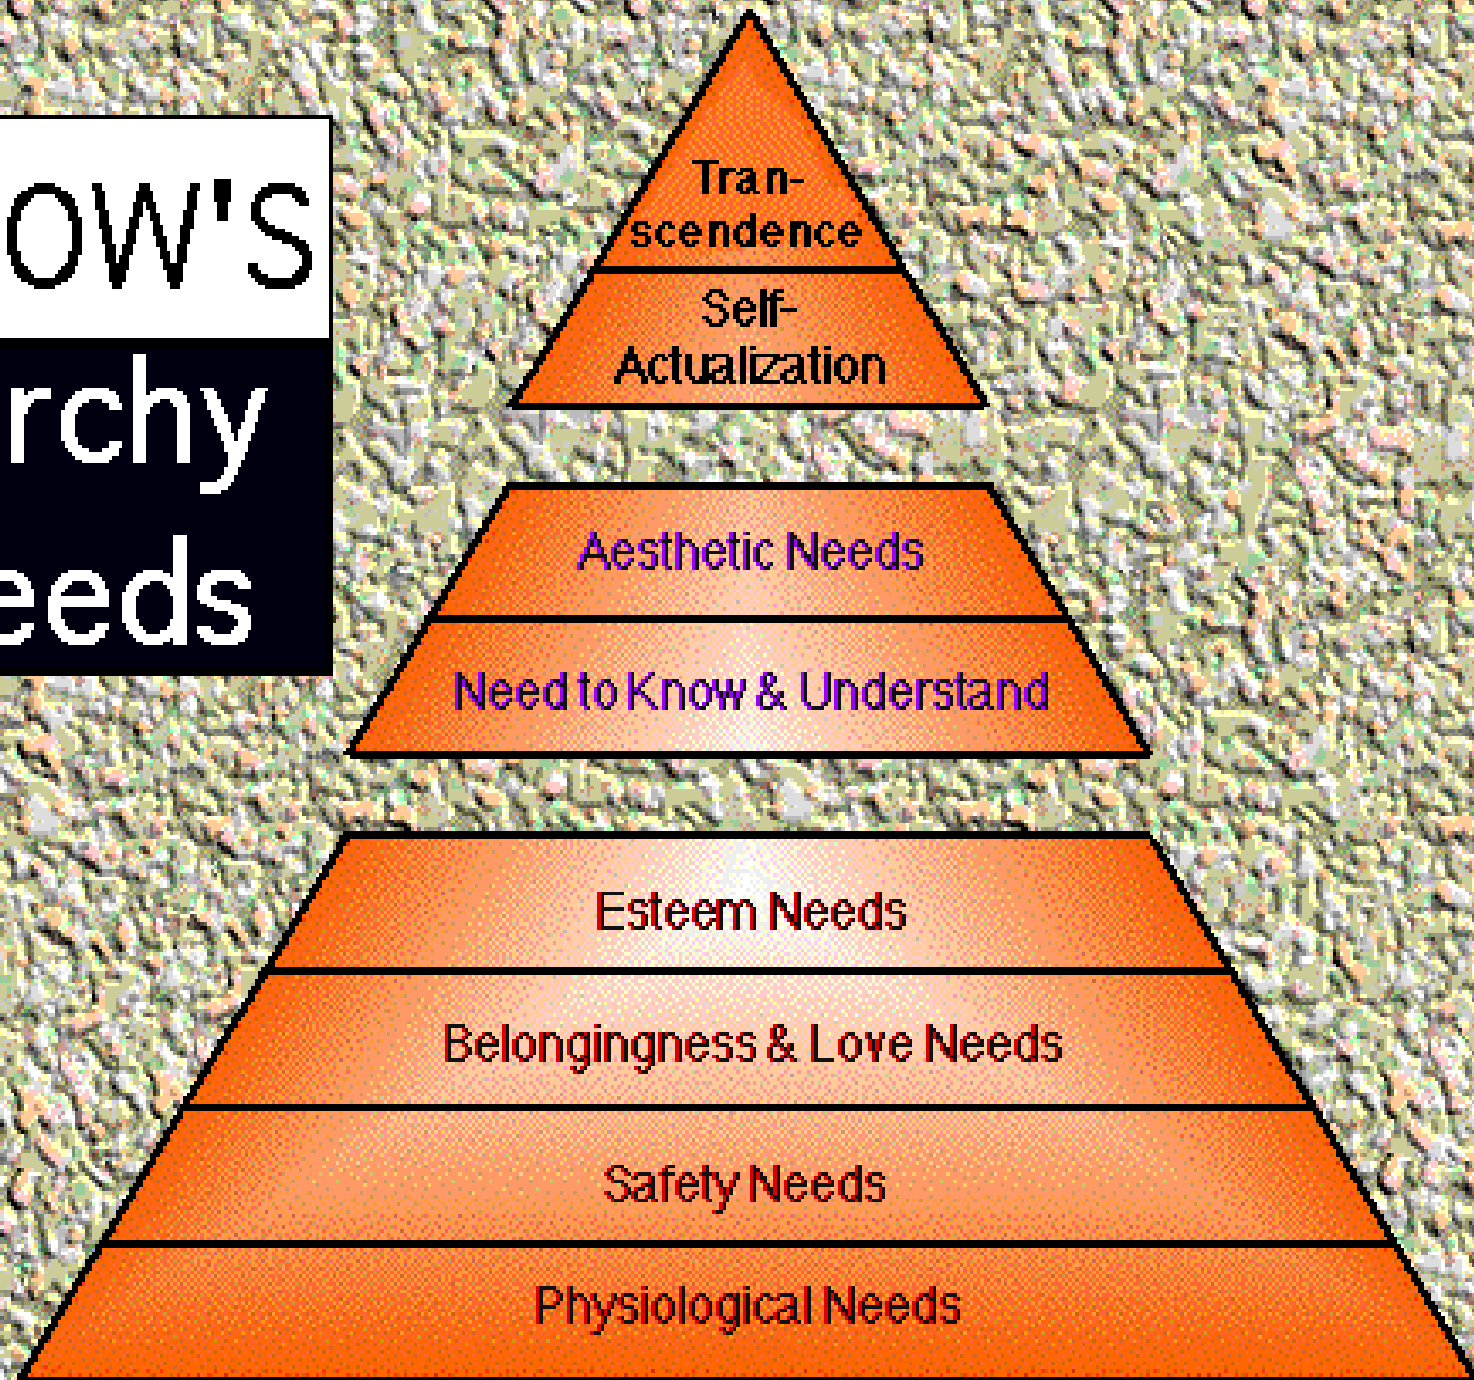 OW'S
rchy
eeds
Tran-
scendence
Self-
Actualization
Aesthetic Needs
Need to Know & Understand
Esteem Needs
Belongingness & Love Needs
Safety Needs
Physiological Needs